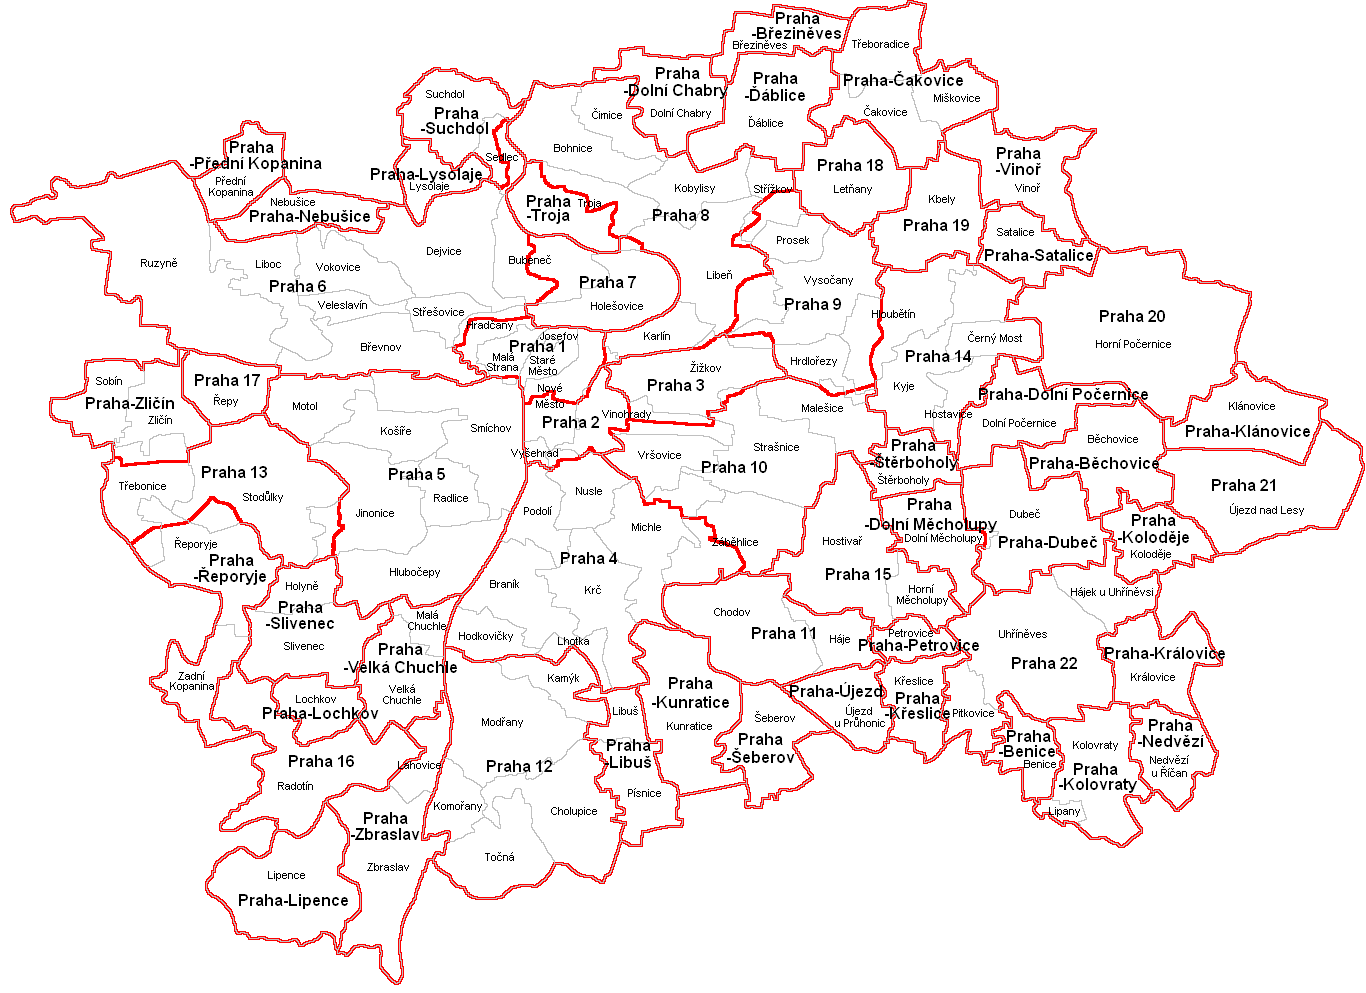 Praha
-Březiněves
Březiněves
Třeboradice
Praha
-Dolní Chabry
Dolní Chabry
Praha
-Ďáblice
Ďáblice
Praha-Čakovice
Miškovice
Čakovice
Suchdol
Praha
-Suchdol
Sedlec
Čimice
Bohnice
Praha
-Přední Kopanina
Přední
Kopanina
Praha-Lysolaje
Lysolaje
Nebušice
Praha-Nebušice
Praha
-Troja
Troja
Kobylisy
Střížkov
Praha 8
Praha 18
Letňany
Praha
-Vinoř
Vinoř
Kbely
Praha 19
Satalice
Praha-Satalice
Ruzyně
Liboc
Vokovice
Dejvice
Praha 6
Veleslavín
Střešovice
Břevnov
Bubeneč
Praha 7
Holešovice
Libeň
Prosek
Vysočany
Praha 9
Hloubětín
Hrdlořezy
Hradčany
Josefov
Praha 1
Malá
Strana
Staré
Město
Nové
Město
Karlín
Žižkov
Praha 3
Praha 14
Černý Most
Kyje
Hostavice
Praha 20
Horní Počernice
Sobín
Praha-Zličín
Zličín
Praha 17
Řepy
Motol
Košíře
Smíchov
Praha 5
Radlice
Jinonice
Hlubočepy
Praha 2
Vinohrady
Vyšehrad
Malešice
Strašnice
Vršovice
Praha 10
Záběhlice
Praha-Dolní Počernice
Dolní Počernice
Klánovice
Praha-Klánovice
Běchovice
Praha-Běchovice
Praha
-Štěrboholy
Štěrboholy
Praha 21
Újezd nad Lesy
Praha 13
Třebonice
Stodůlky
Řeporyje
Praha
-Řeporyje
Nusle
Podolí
Michle
Praha 4
Braník
Krč
Hodkovičky
Lhotka
Praha
-Dolní Měcholupy
Dolní Měcholupy
Dubeč
Praha-Dubeč
Praha
-Koloděje
Koloděje
Hostivař
Praha 15
Horní
Měcholupy
Hájek u Uhříněvsi
Holyně
Praha
-Slivenec
Slivenec
Malá
Chuchle
Praha
-Velká Chuchle
Velká
Chuchle
Chodov
Praha 11
Háje
Petrovice
Praha-Petrovice
Uhříněves
Praha 22
Pitkovice
Praha-Královice
Královice
Zadní
Kopanina
Lochkov
Praha-Lochkov
Kamýk
Modřany
Praha 12
Komořany
Cholupice
Točná
Libuš
Praha
-Libuš
Písnice
Praha
-Kunratice
Kunratice
Šeberov
Praha
-Šeberov
Praha-Újezd
Újezd
u Průhonic
Křeslice
Praha
-Křeslice
Praha
-Benice
Benice
Kolovraty
Praha
-Kolovraty
Lipany
Praha
-Nedvězí
Nedvězí
u Říčan
Praha 16
Radotín
Lahovice
Praha
-Zbraslav
Zbraslav
Lipence
Praha-Lipence